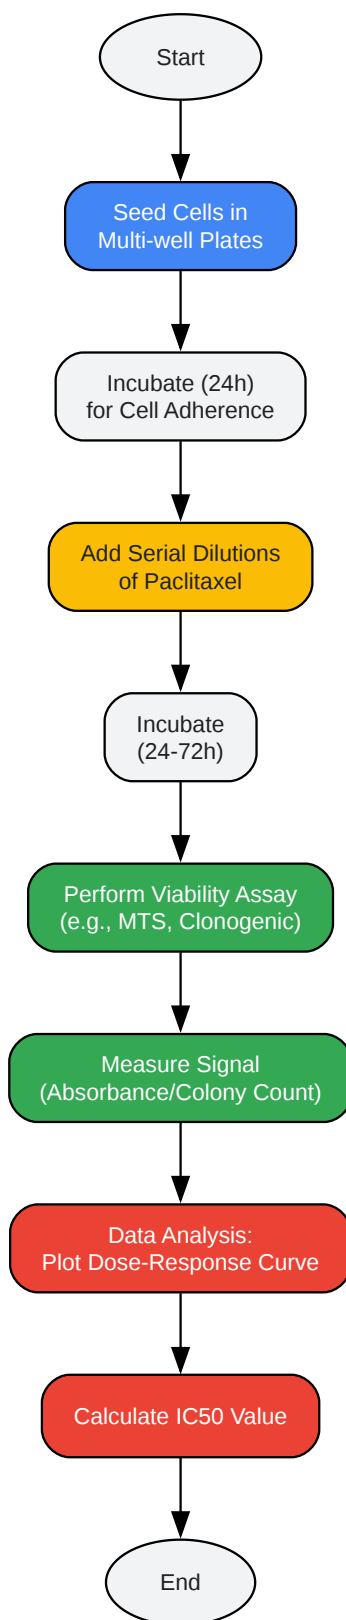 Start
Seed Cells in
Multi-well Plates
Incubate (24h)
for Cell Adherence
Add Serial Dilutions
of Paclitaxel
Incubate
(24-72h)
Perform Viability Assay
(e.g., MTS, Clonogenic)
Measure Signal
(Absorbance/Colony Count)
Data Analysis:
Plot Dose-Response Curve
Calculate IC50 Value
End